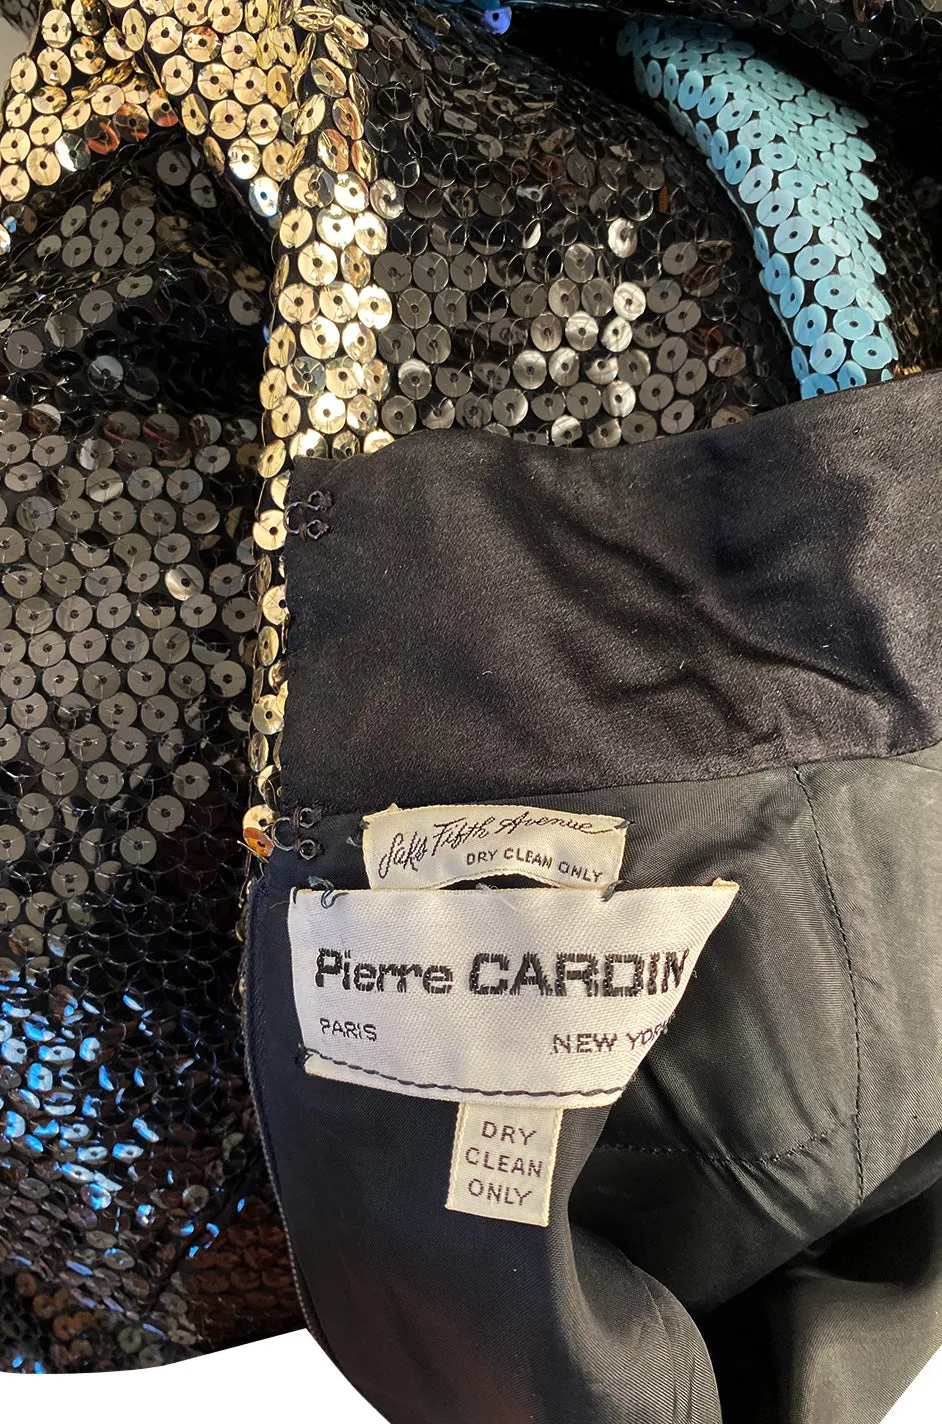 Saks Fifth Avenue
DRY CLEAN ONLY
Pierre CARDIN
PARIS NEW YORK
DRY
CLEAN
ONLY